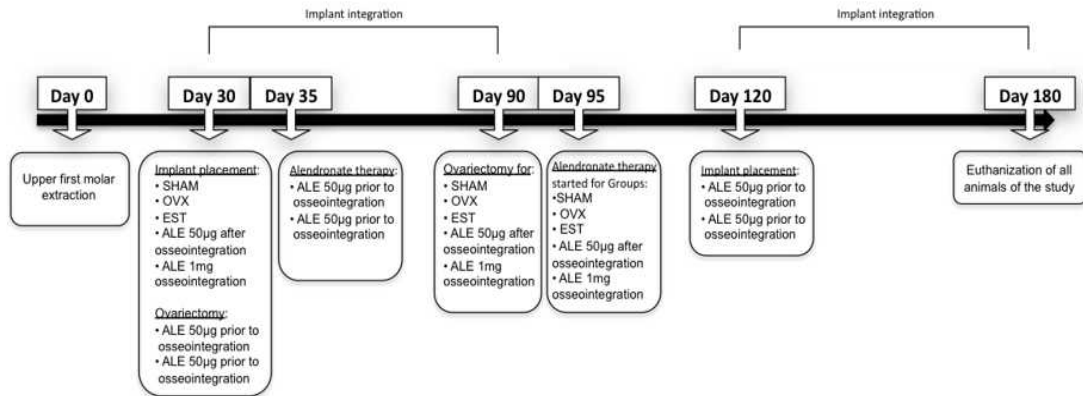 Implant integration
Implant integration
Day 0
Day 30
Day 35
Day 90
Day 95
Day 120
Day 180
Upper first molar
extraction
Implant placement:
• SHAM
• OVX
• EST
• ALE 50µg after
osseointegration
• ALE 1mg
osseointegration
Ovariectomy:
• ALE 50µg prior to
osseointegration
• ALE 50µg prior to
osseointegration
Alendronate therapy:
• ALE 50µg prior to
osseointegration
• ALE 50µg prior to
osseointegration
Ovariectomy for:
• SHAM
• OVX
• EST
• ALE 50µg after
osseointegration
• ALE 1mg
osseointegration
Alendronate therapy
started for Groups:
•SHAM
• OVX
• EST
• ALE 50µg after
osseointegration
• ALE 1mg
osseointegration
Implant placement:
• ALE 50µg prior to
osseointegration
• ALE 50µg prior to
osseointegration
Euthanization of all
animals of the study